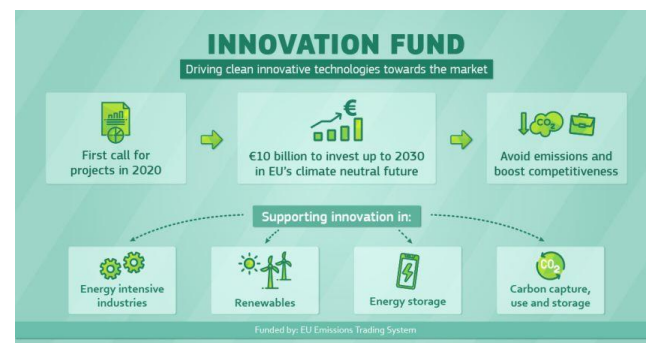 INNOVATION FUND
Driving clean innovative technologies towards the market
First call for
projects in 2020
€
€10 billion to invest up to 2030
in EU's climate neutral future
CO₂
Avoid emissions and
boost competitiveness
Supporting innovation in:
Energy intensive
industries
Renewables
Energy storage
CO₂
Carbon capture,
use and storage
Funded by: EU Emissions Trading System